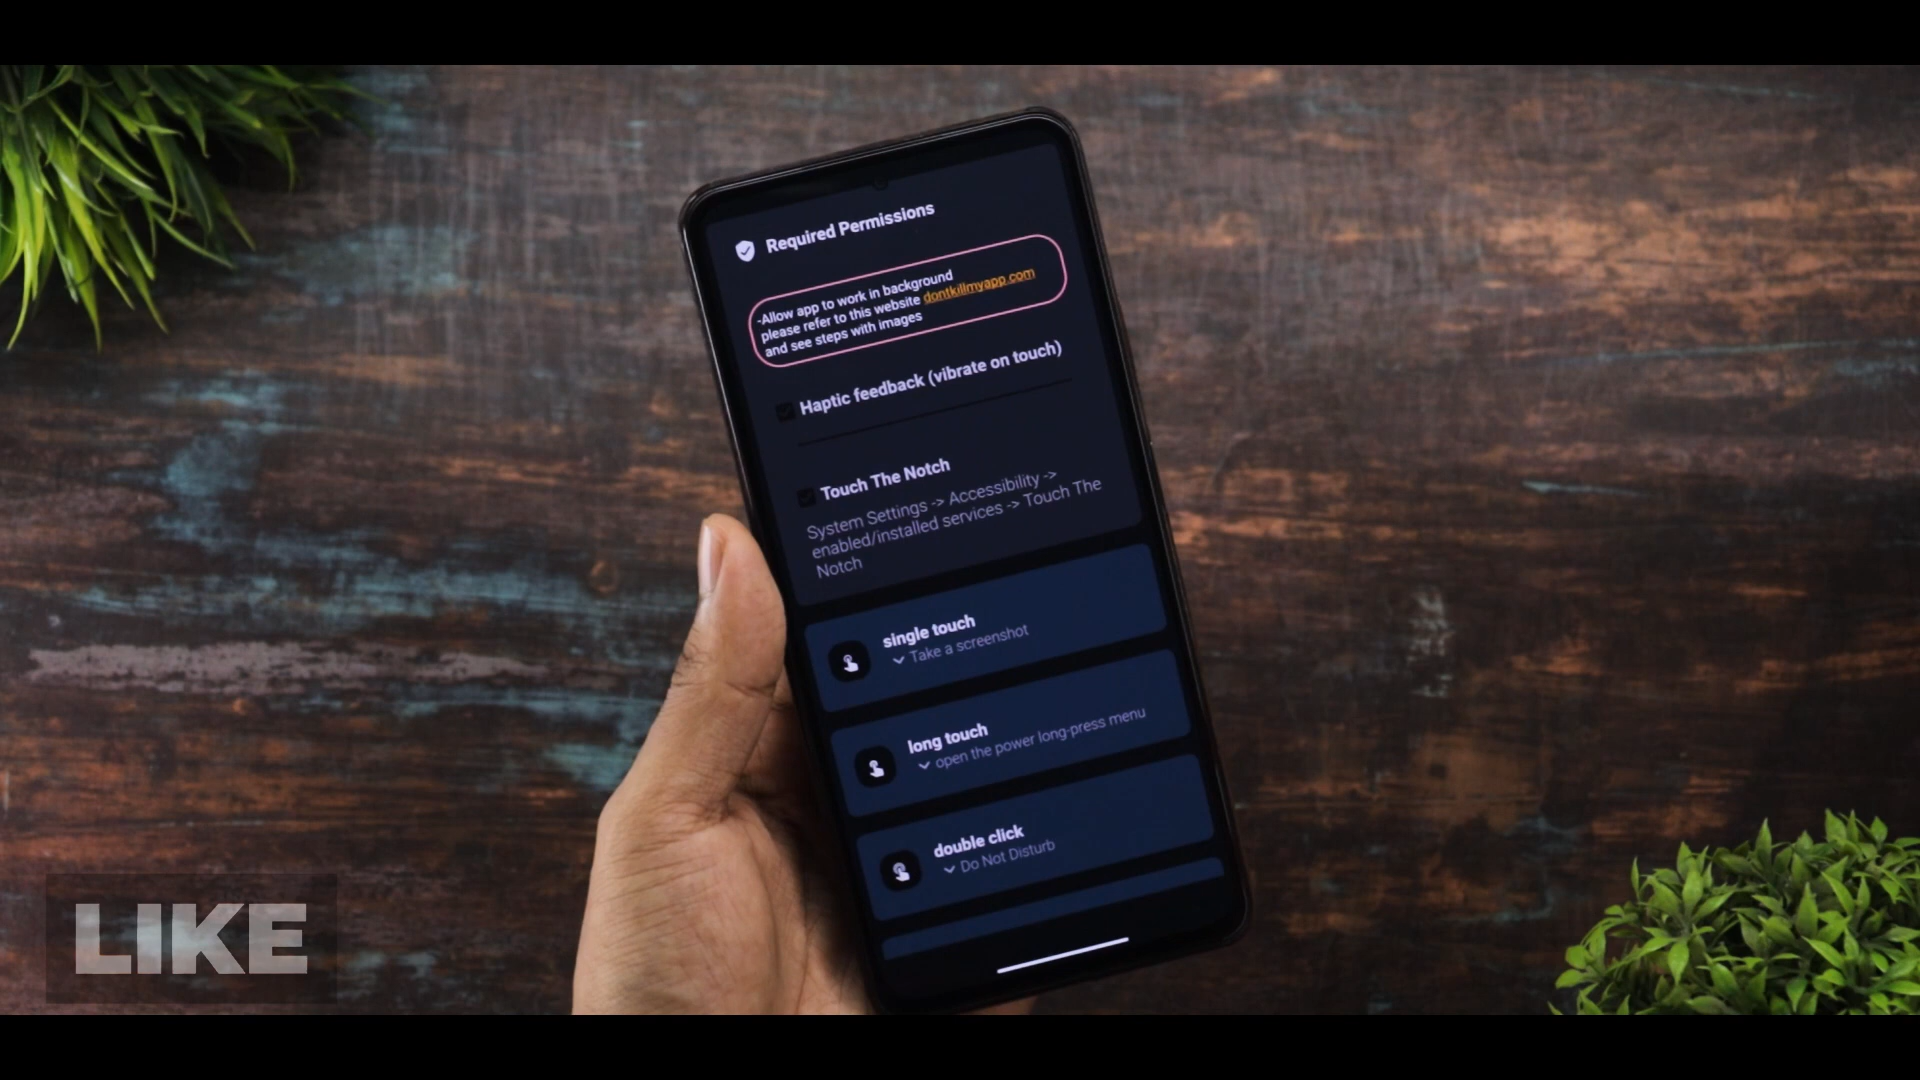 Required Permissions
-Allow app to work in background
please refer to this website dontkillmyapp.com
and see steps with images
Haptic feedback (vibrate on touch)
Touch The Notch
System Settings -> Accessibility ->
enabled/installed services -> Touch The
Notch
single touch
Take a screenshot
long touch
open the power long-press menu
double click
Do Not Disturb
LIKE